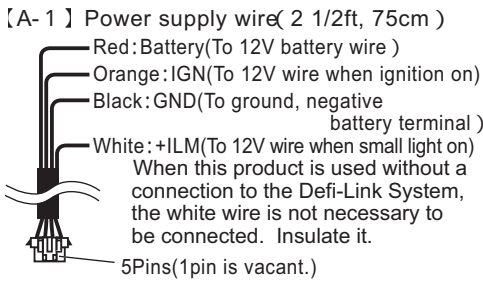 【A-1】Power supply wire( 2 1/2ft, 75cm )
Red:Battery(To 12V battery wire )
Orange:IGN(To 12V wire when ignition on)
Black:GND(To ground, negative
battery terminal )
White:+ILM(To 12V wire when small light on)
When this product is used without a
connection to the Defi-Link System,
the white wire is not necessary to
be connected. Insulate it.
5Pins(1pin is vacant.)